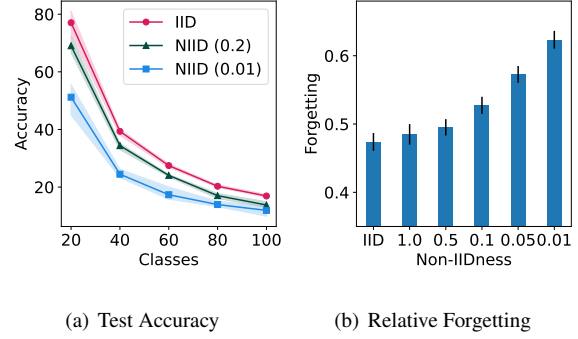 80
60
40
20
Accuracy
IID
NIID (0.2)
NIID (0.01)
20 40 60 80 100
Classes
(a) Test Accuracy
0.6
0.5
0.4
Forgetting
IID 1.0 0.5 0.1 0.05 0.01
Non-IIDness
(b) Relative Forgetting